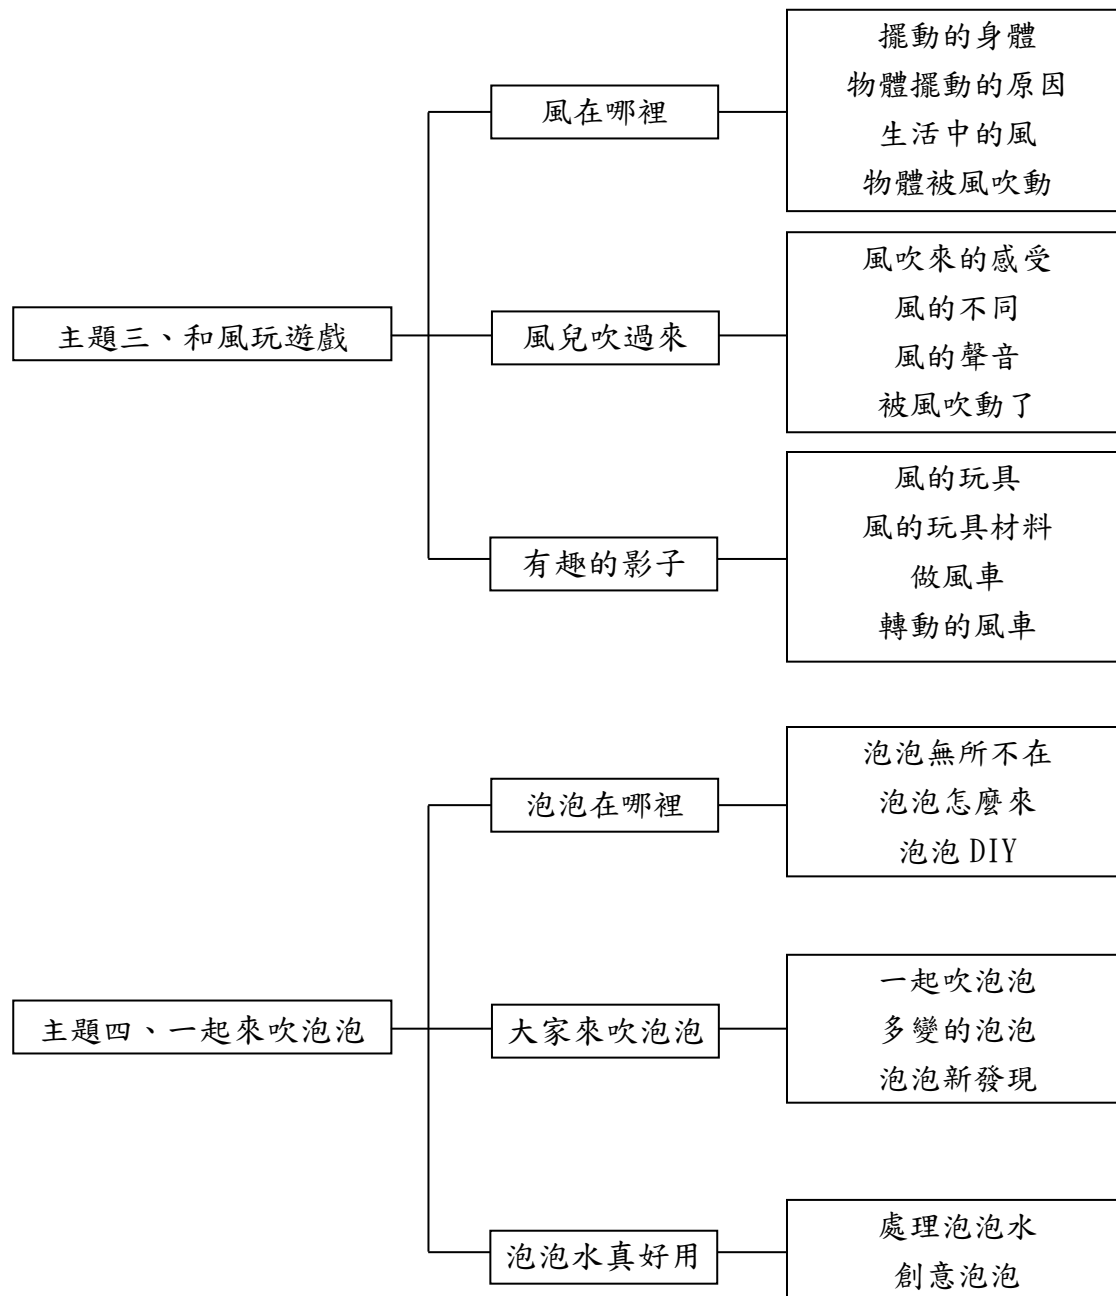 主題三、和風玩遊戲
風在哪裡
擺動的身體
物體擺動的原因
生活中的風
物體被風吹動
風兒吹過來
風吹來的感受
風的不同
風的聲音
被風吹動了
有趣的影子
風的玩具
風的玩具材料
做風車
轉動的風車
主題四、一起來吹泡泡
泡泡在哪裡
泡泡無所不在
泡泡怎麼來
泡泡 DIY
大家來吹泡泡
一起吹泡泡
多變的泡泡
泡泡新發現
泡泡水真好用
處理泡泡水
創意泡泡